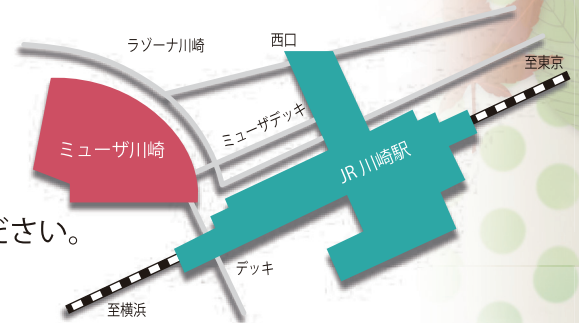 ラゾーナ川崎
西口
至東京
ミューザデッキ
ミューザ川崎
JR 川崎駅
ださい。
デッキ
至横浜